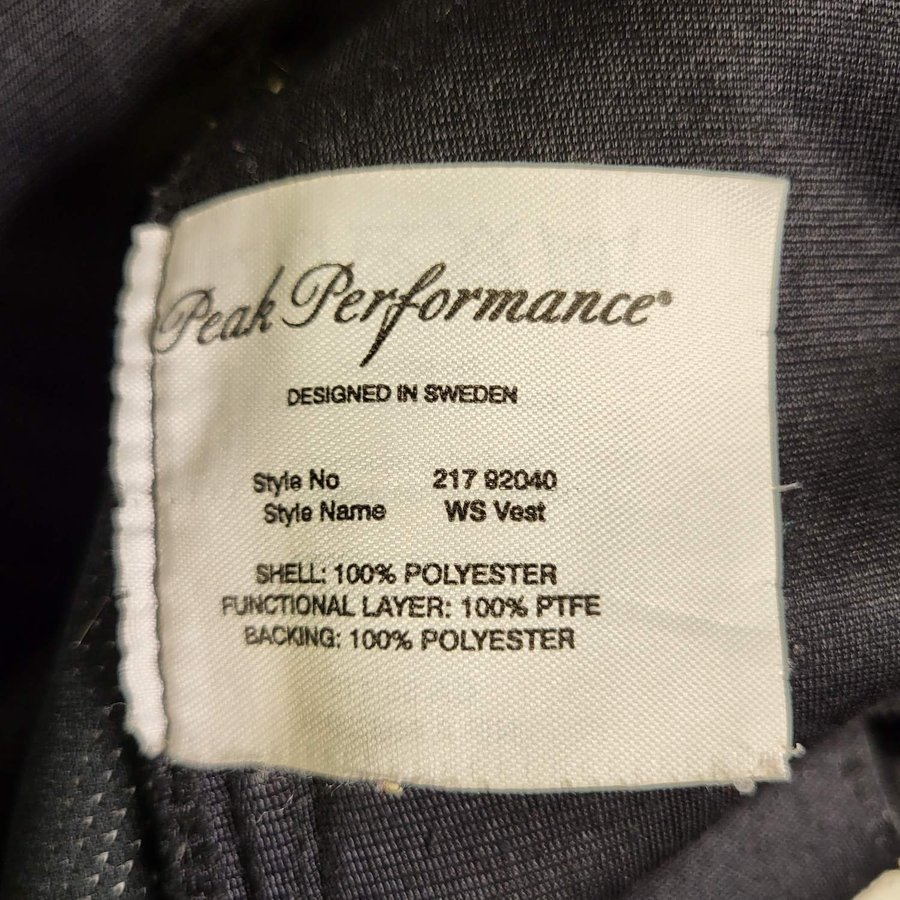 Peak Performance®
DESIGNED IN SWEDEN
Style No 217 92040
Style Name WS Vest
SHELL: 100% POLYESTER
FUNCTIONAL LAYER: 100% PTFE
BACKING: 100% POLYESTER